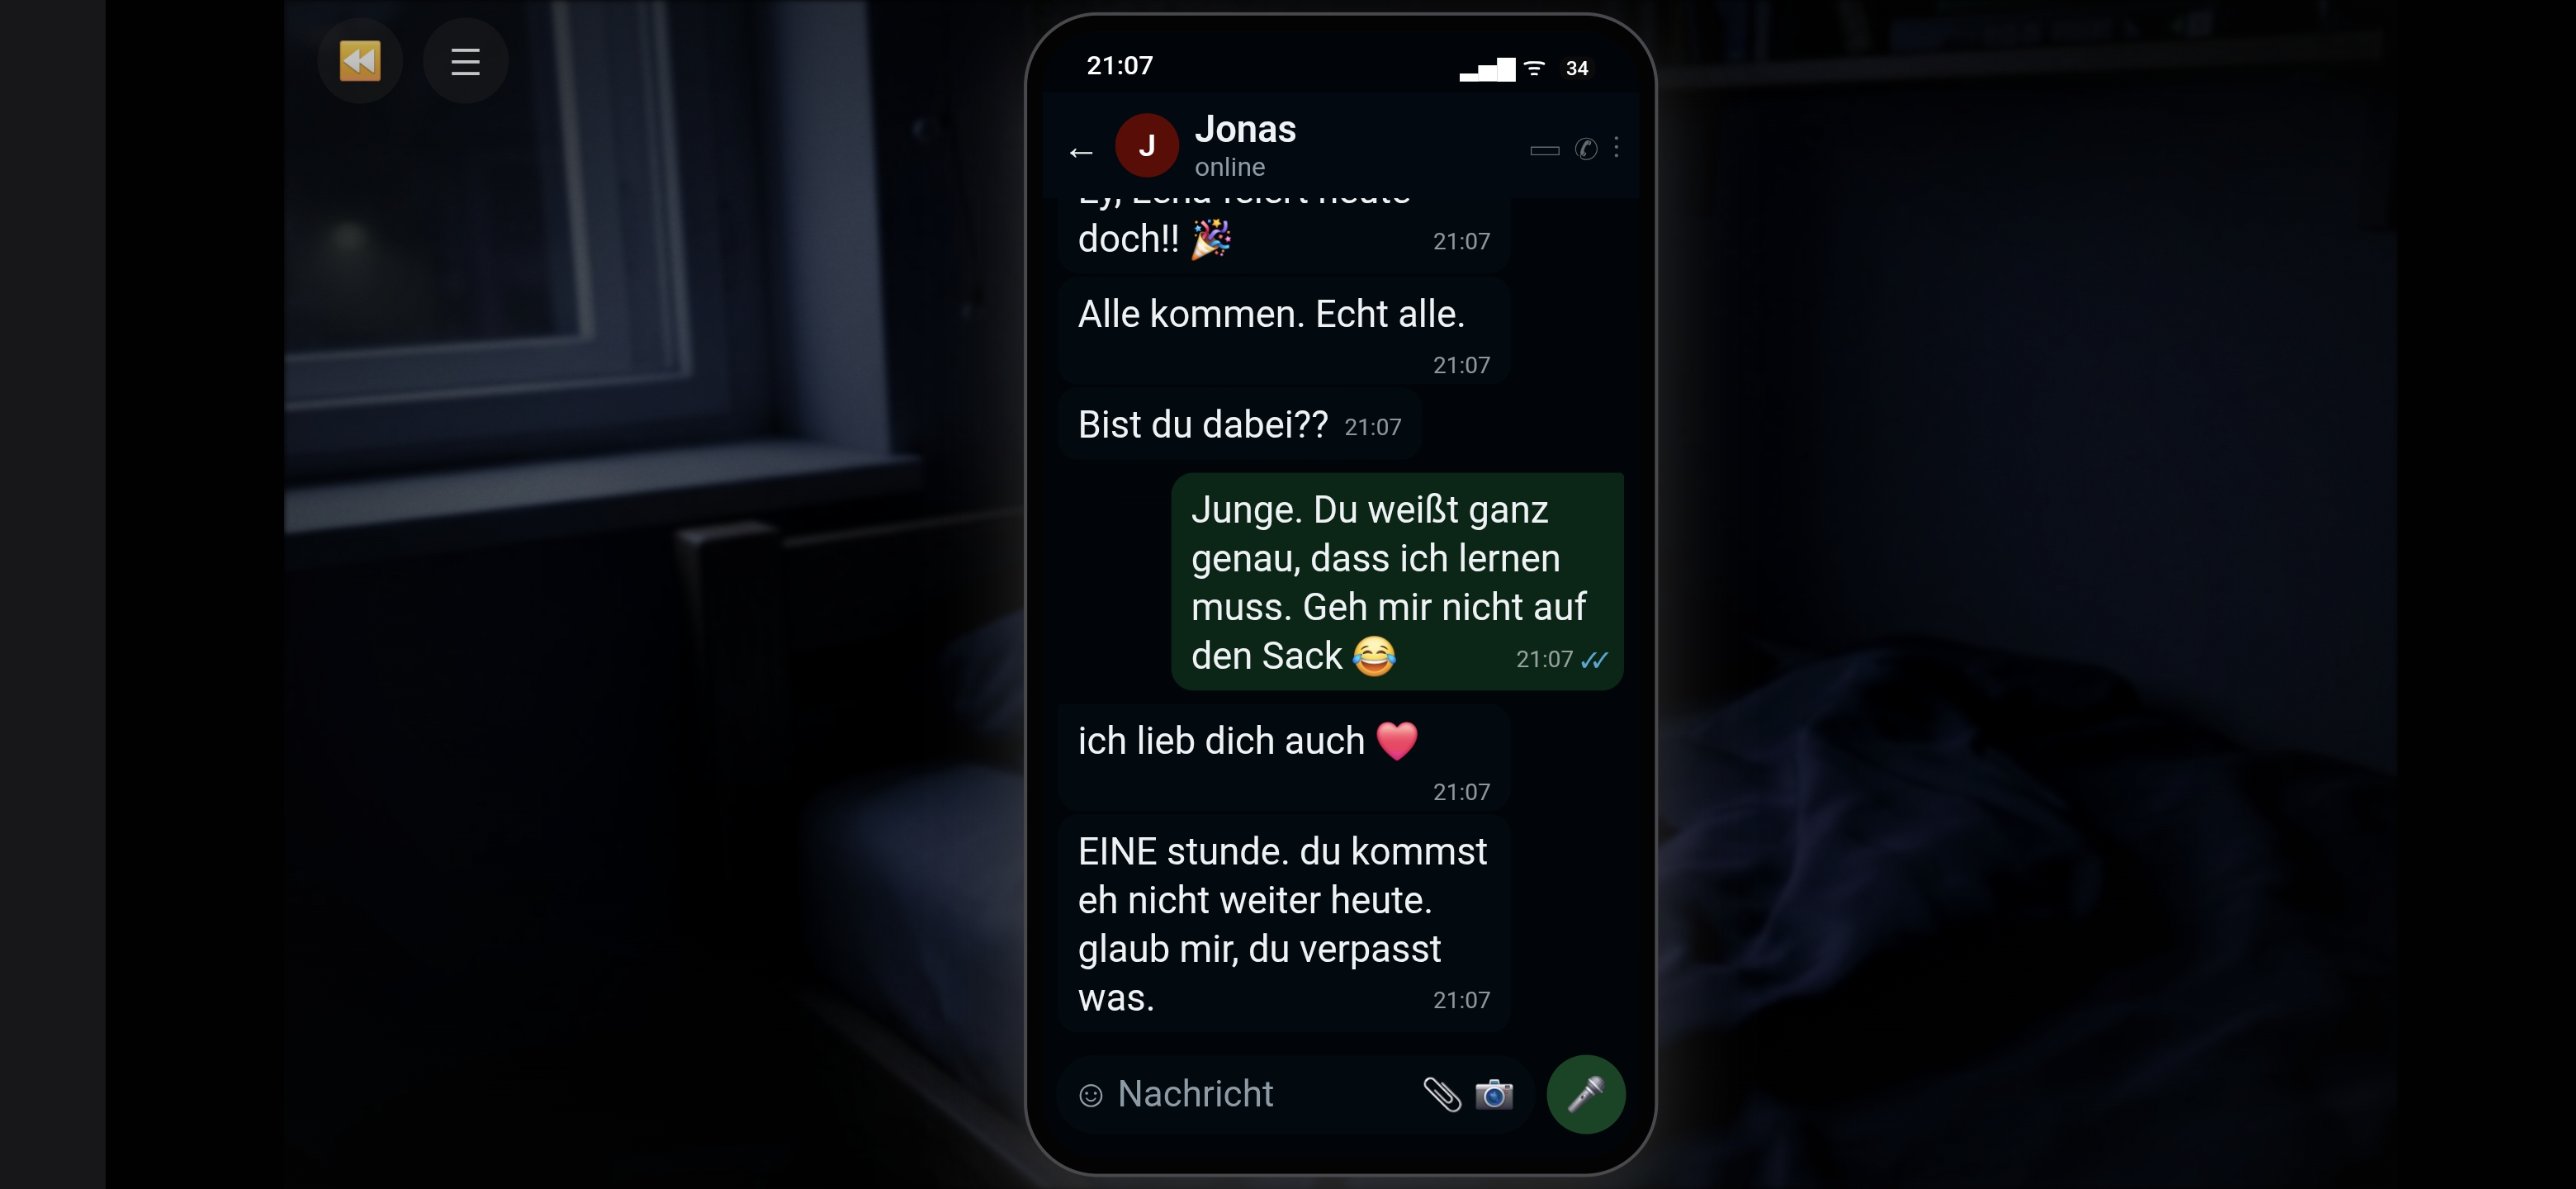 21:07
34
J
Jonas
online
doch!! 🎉 21:07
Alle kommen. Echt alle.
21:07
Bist du dabei?? 21:07
Junge. Du weißt ganz
genau, dass ich lernen
muss. Geh mir nicht auf
den Sack 😂 21:07
ich lieb dich auch ❤️
21:07
EINE stunde. du kommst
eh nicht weiter heute.
glaub mir, du verpasst
was. 21:07
Nachricht